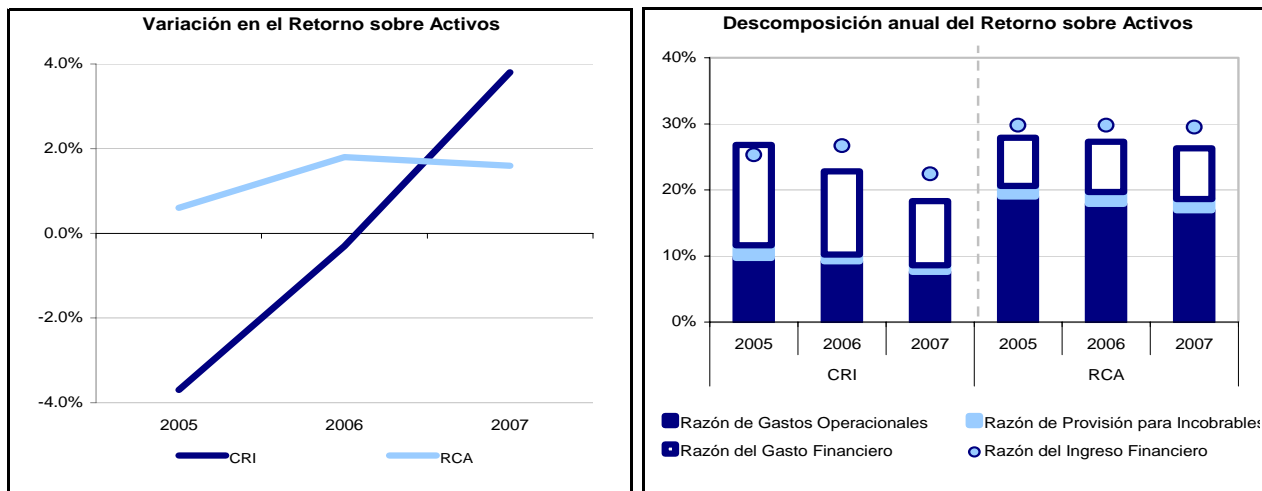 Variación en el Retorno sobre Activos
4.0%
2.0%
0.0%
-2.0%
-4.0%
2005 2006 2007
CRI RCA
Descomposición anual del Retorno sobre Activos
40%
30%
20%
10%
0%
2005 2006 2007 2005 2006 2007
CRI RCA
Razón de Gastos Operacionales Razón de Provisión para Incobrables
Razón del Gasto Financiero Razón del Ingreso Financiero